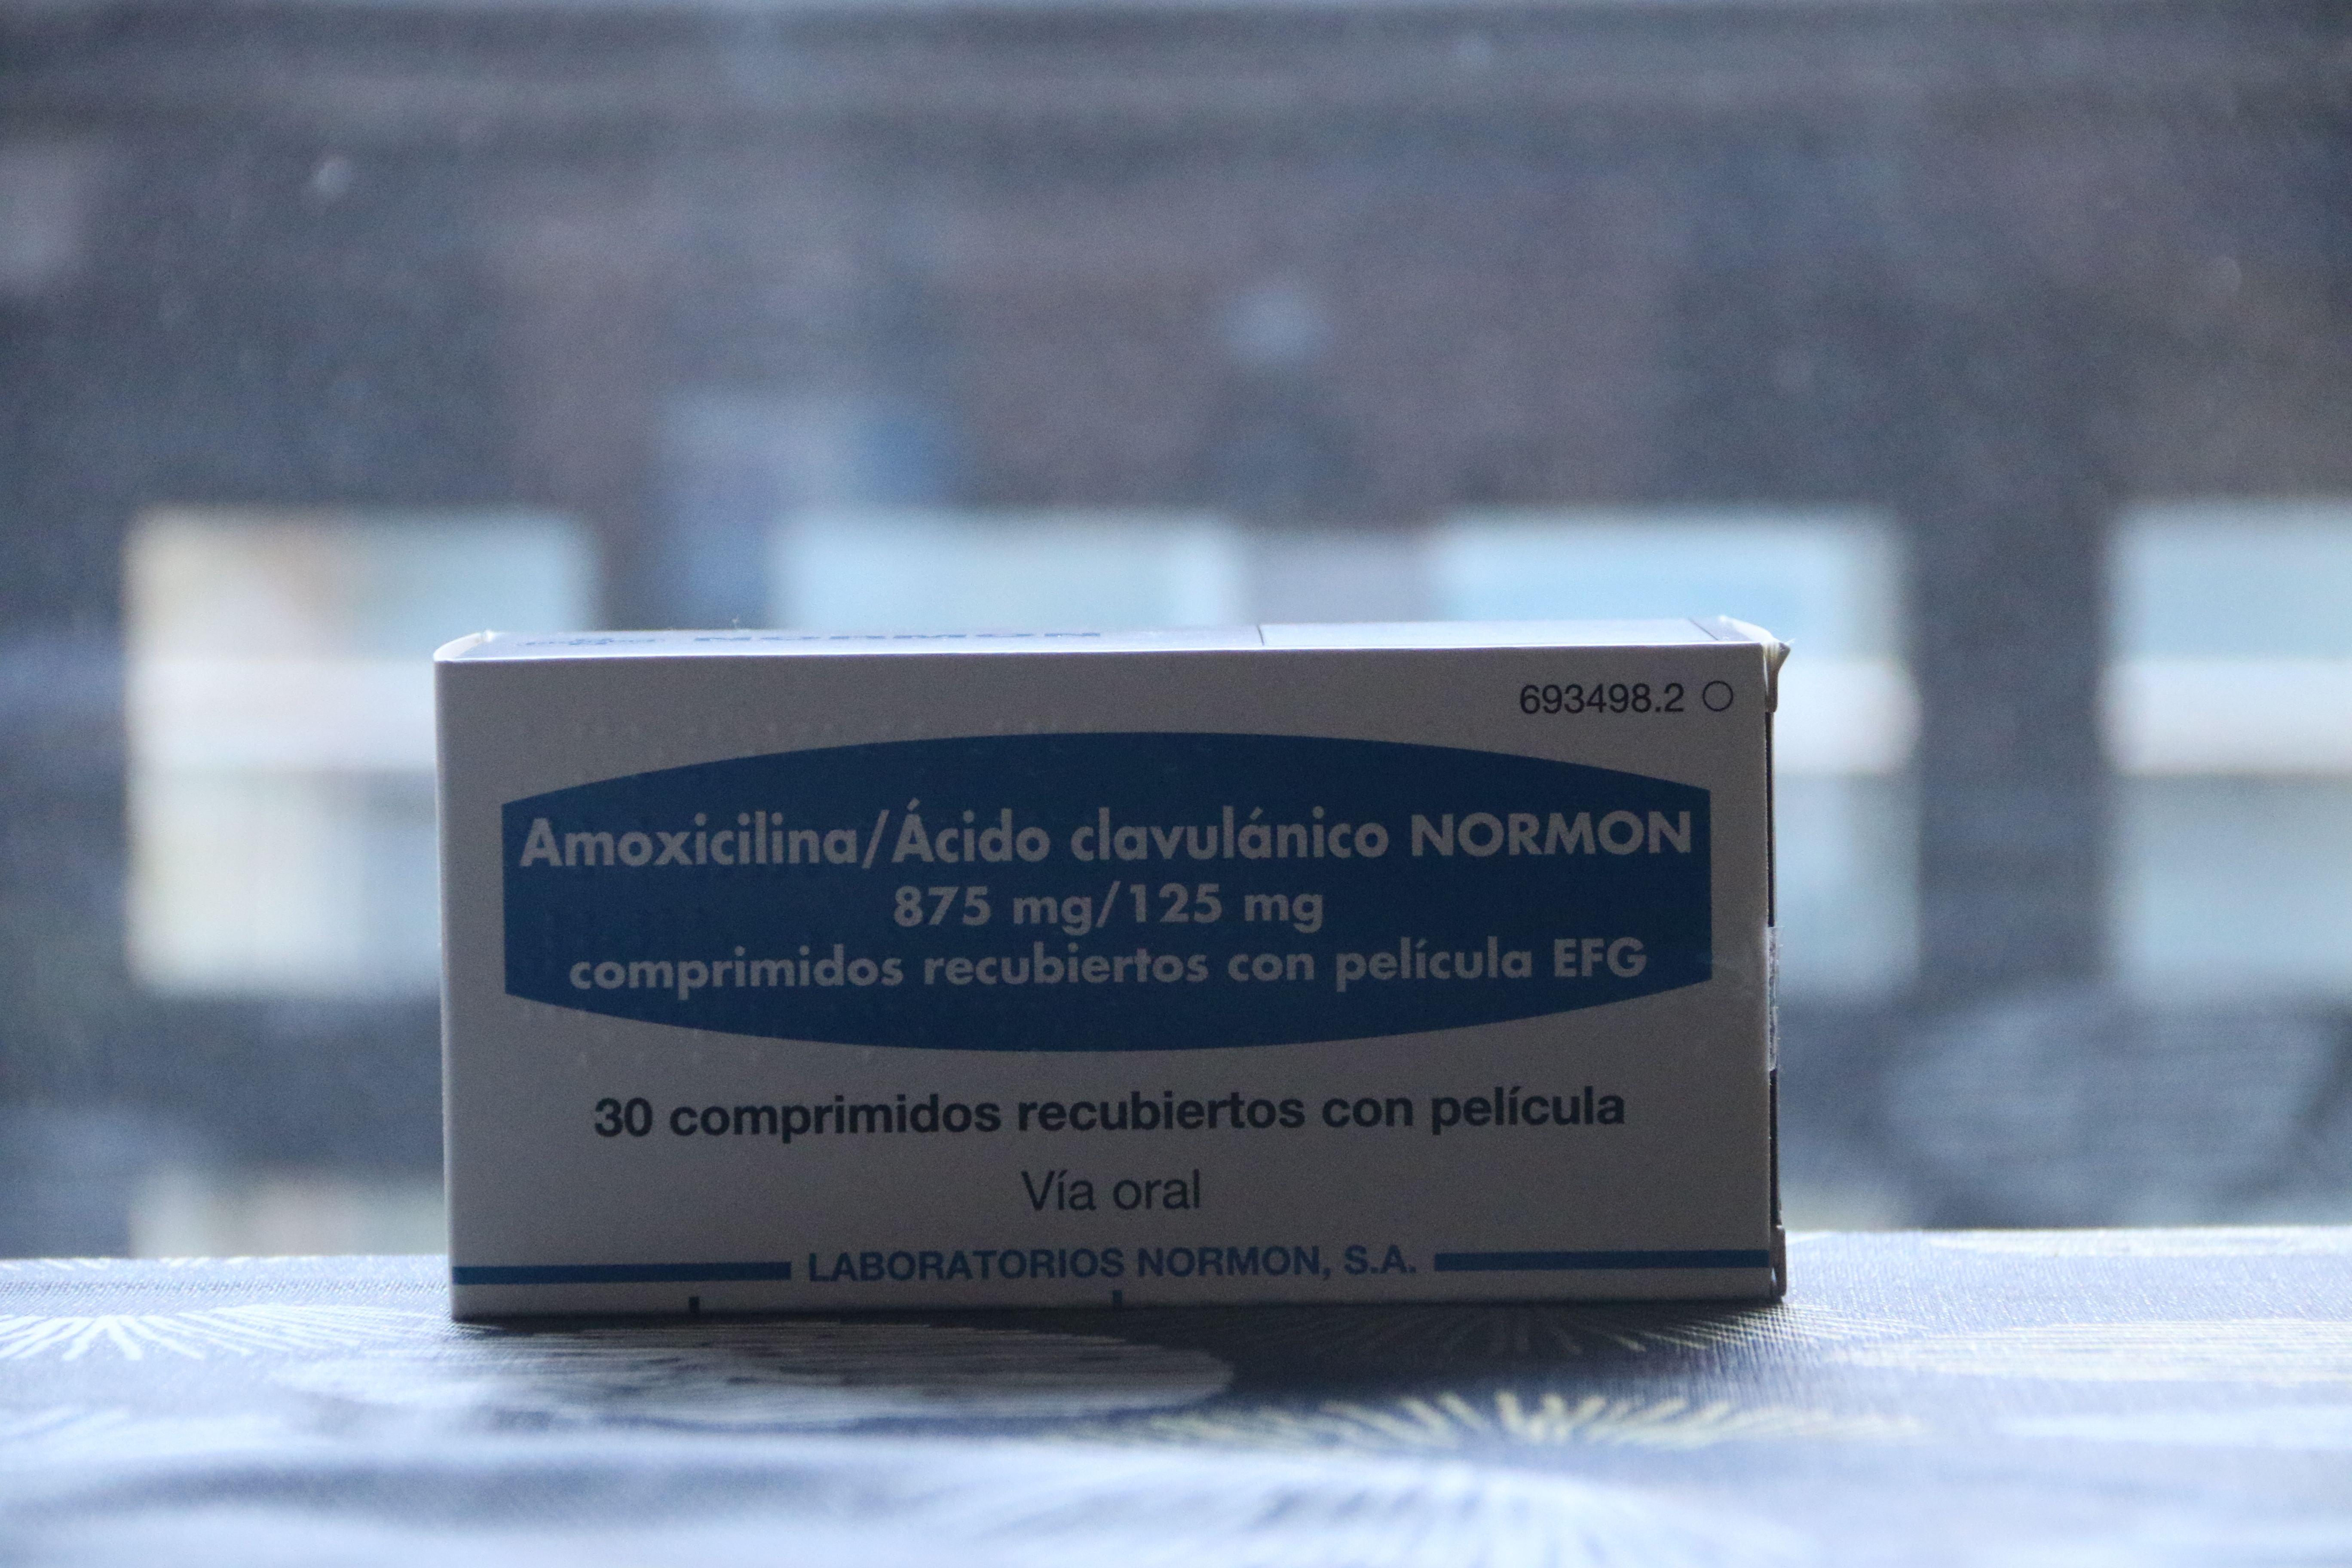 NORMON
693498.2
Amoxicilina/Ácido clavulánico NORMON
875 mg/125 mg
comprimidos recubiertos con película EFG
30 comprimidos recubiertos con película
Vía oral
LABORATORIOS NORMON, S.A.